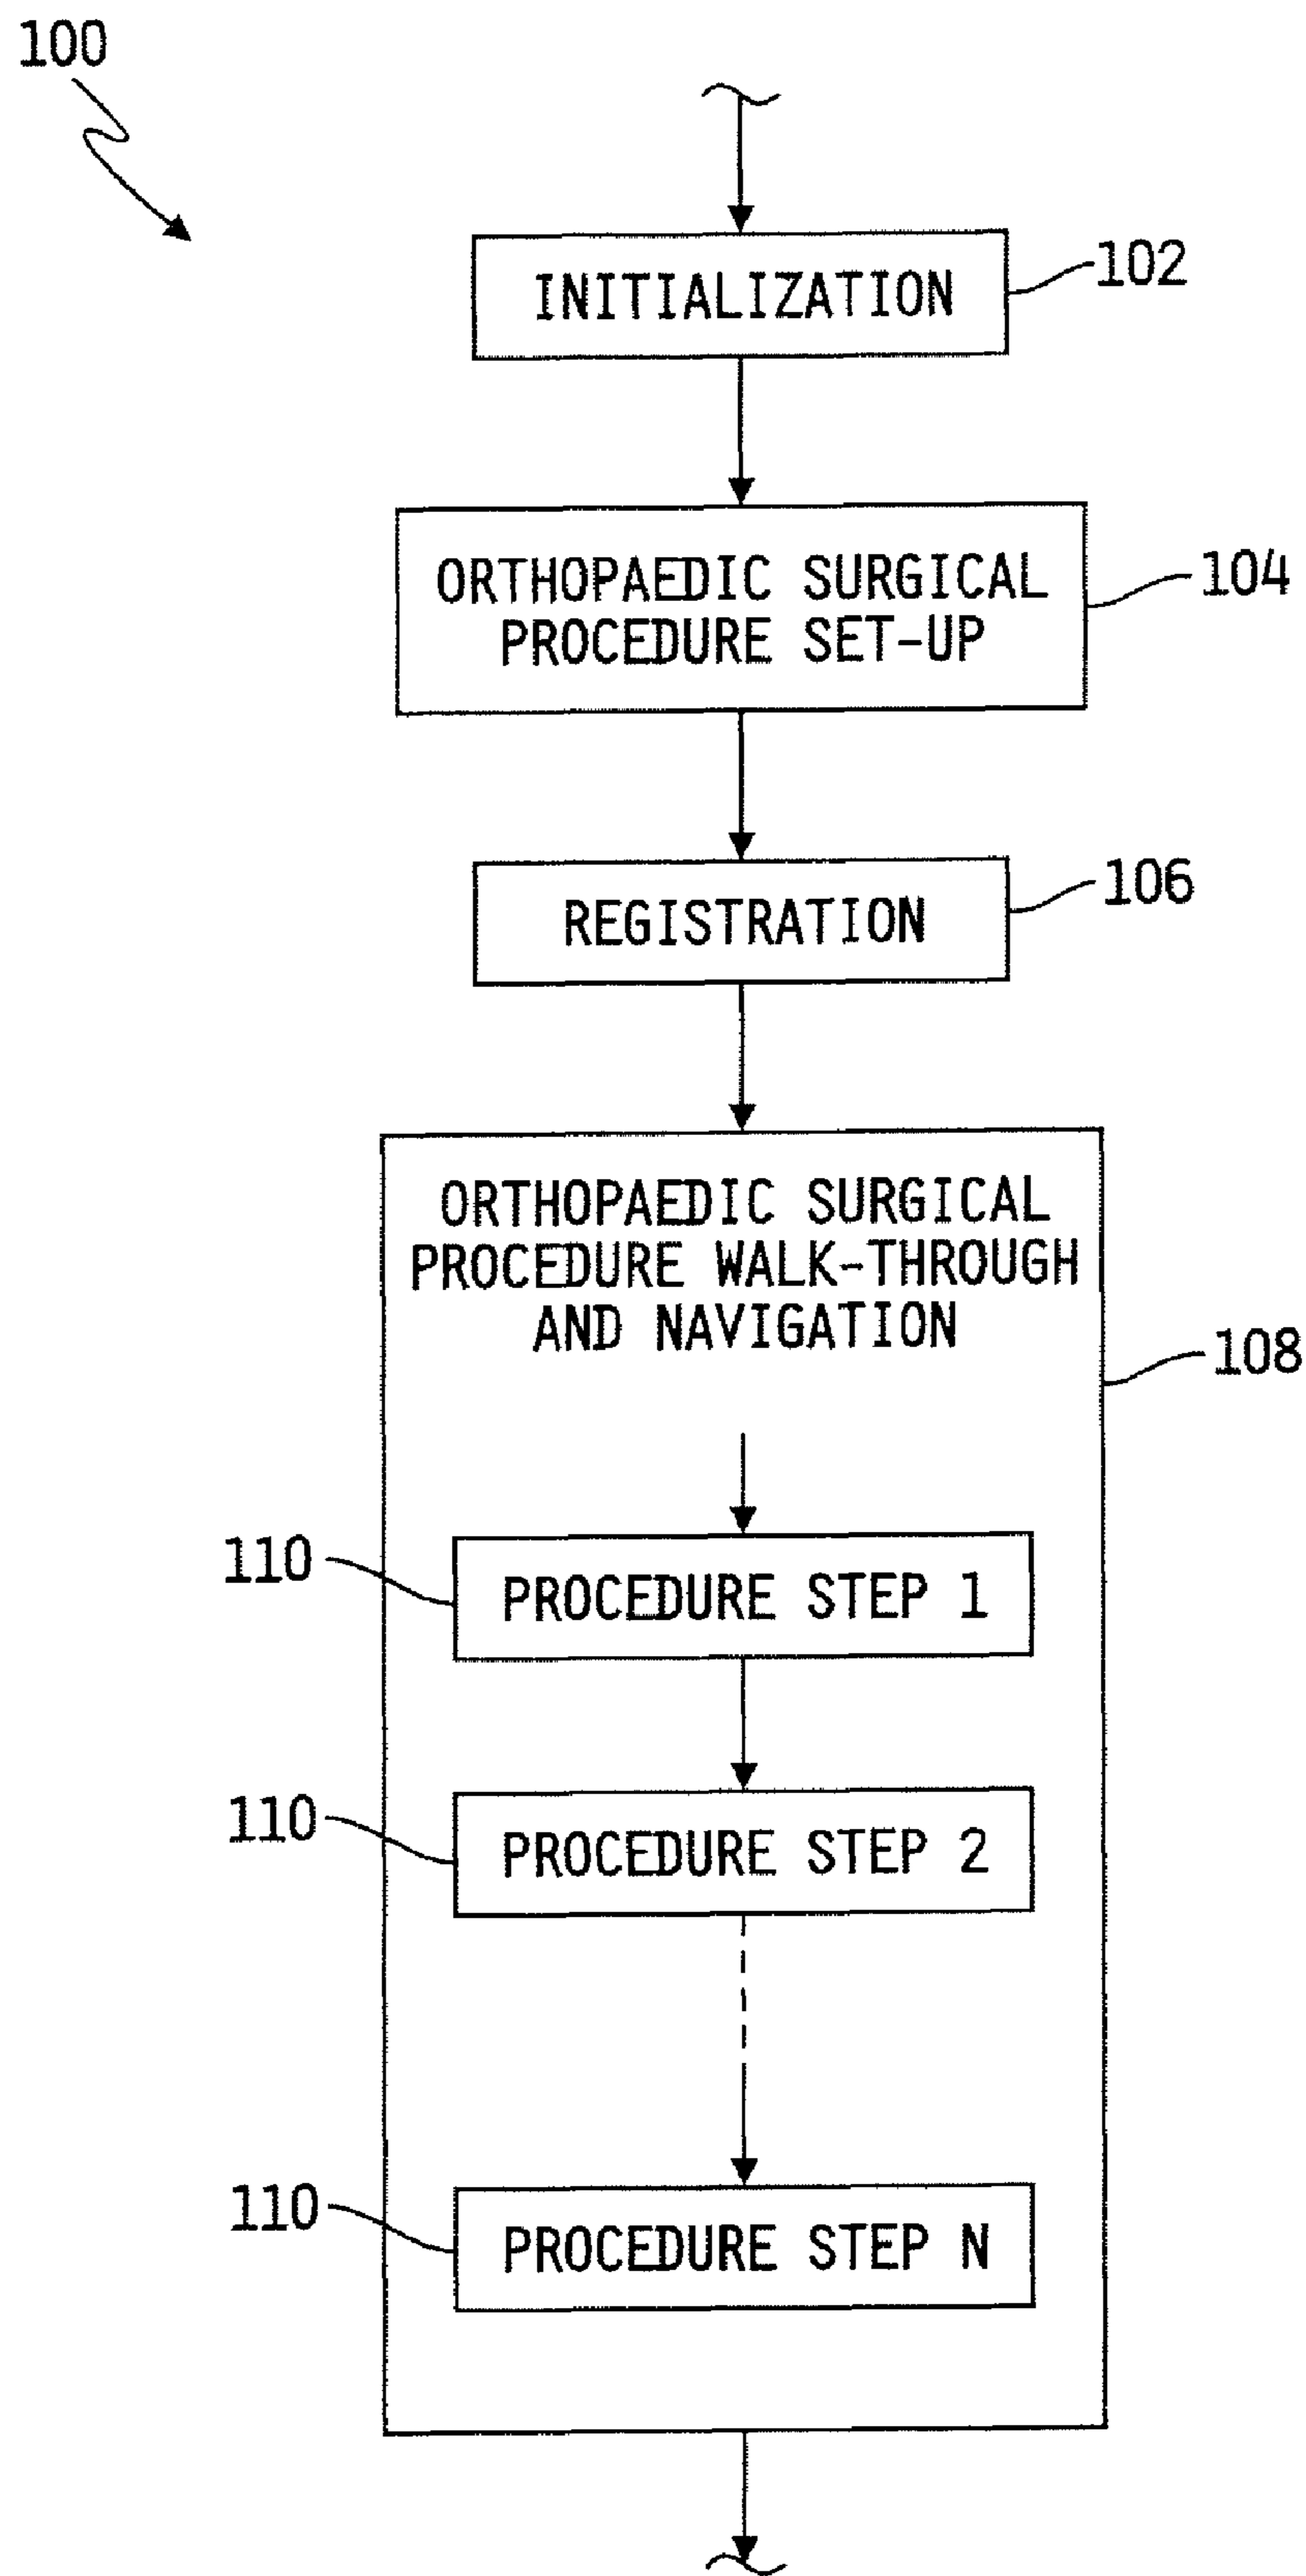 100
INITIALIZATION
102
ORTHOPAEDIC SURGICAL
PROCEDURE SET-UP
104
REGISTRATION
106
ORTHOPAEDIC SURGICAL
PROCEDURE WALK-THROUGH
AND NAVIGATION
108
110
PROCEDURE STEP 1
110
PROCEDURE STEP 2
110
PROCEDURE STEP N